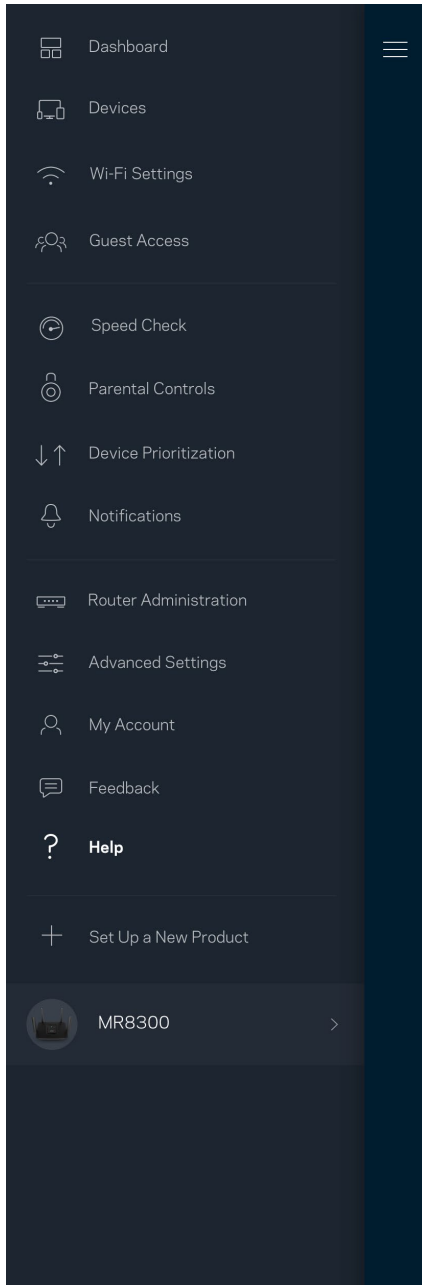 Dashboard
Devices
Wi-Fi Settings
Guest Access
Speed Check
Parental Controls
Device Prioritization
Notifications
Router Administration
Advanced Settings
My Account
Feedback
? Help
Set Up a New Product
MR8300